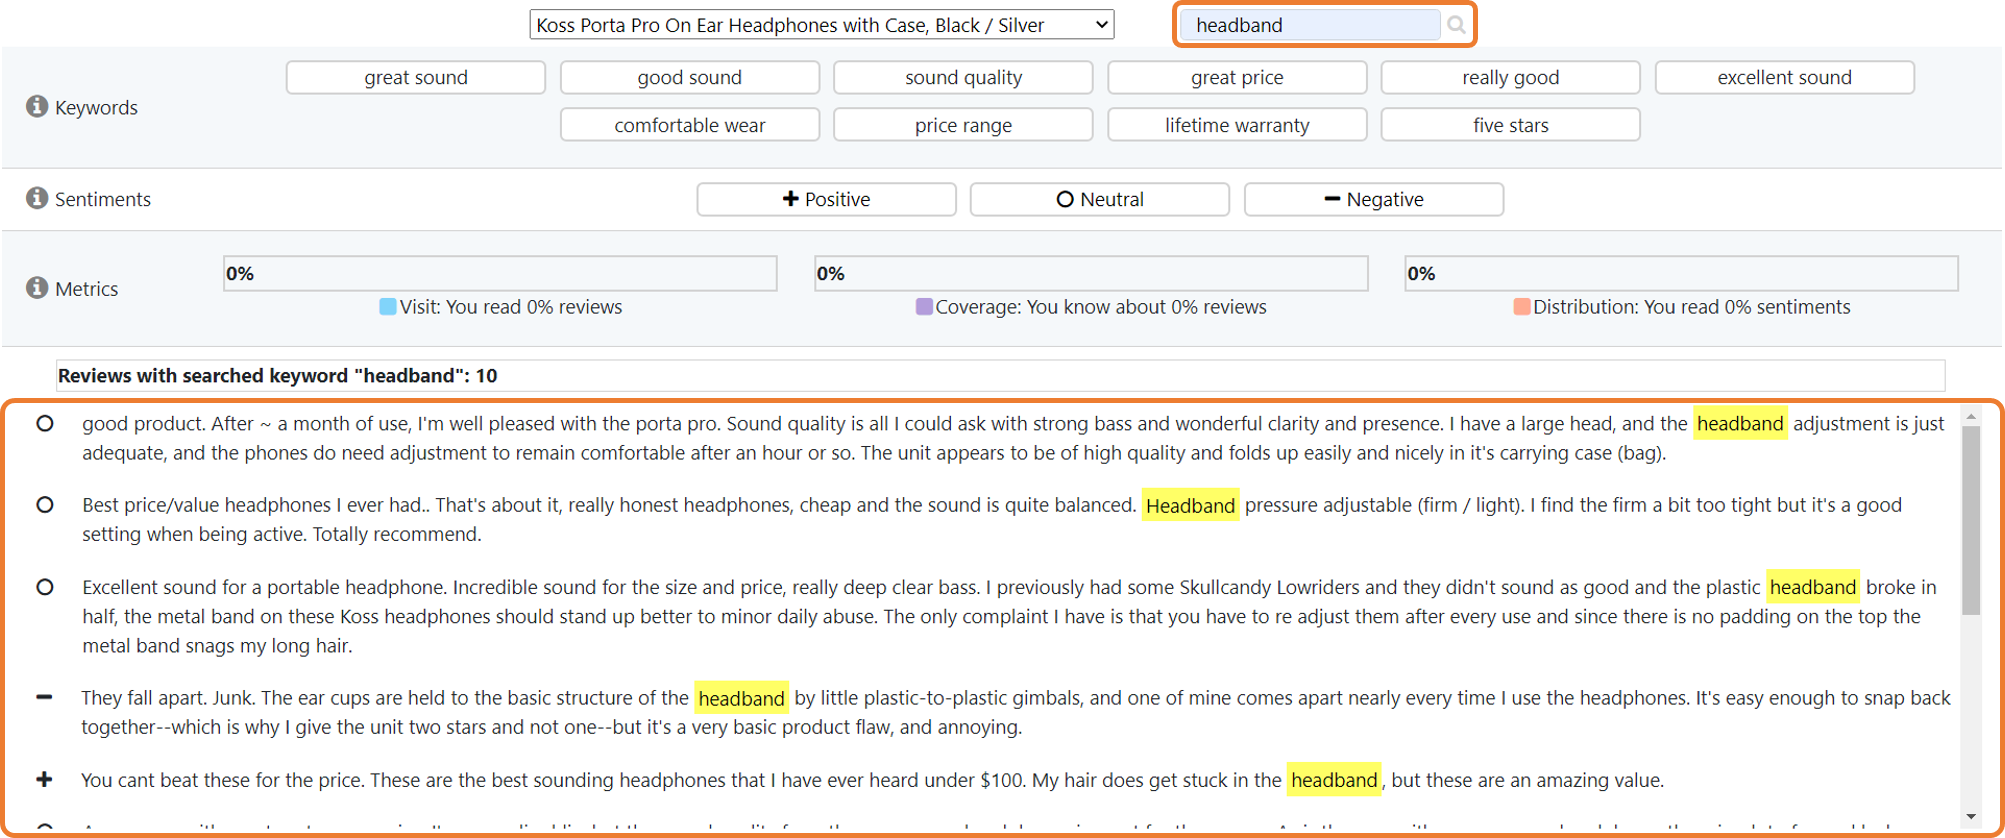 Koss Porta Pro On Ear Headphones with Case, Black / Silver
headband
great sound
good sound
sound quality
great price
really good
excellent sound
Keywords
comfortable wear
price range
lifetime warranty
five stars
Sentiments
Positive
Neutral
Negative
Metrics
0%
0%
0%
Visit: You read 0% reviews
Coverage: You know about 0% reviews
Distribution: You read 0% sentiments
Reviews with searched keyword "headband": 10
good product. After ~ a month of use, I'm well pleased with the porta pro. Sound quality is all I could ask with strong bass and wonderful clarity and presence. I have a large head, and the headband adjustment is just
adequate, and the phones do need adjustment to remain comfortable after an hour or so. The unit appears to be of high quality and folds up easily and nicely in it's carrying case (bag).
Best price/value headphones I ever had.. That's about it, really honest headphones, cheap and the sound is quite balanced. Headband pressure adjustable (firm / light). I find the firm a bit too tight but it's a good
setting when being active. Totally recommend.
Excellent sound for a portable headphone. Incredible sound for the size and price, really deep clear bass. I previously had some Skullcandy Lowriders and they didn't sound as good and the plastic headband broke in
half, the metal band on these Koss headphones should stand up better to minor daily abuse. The only complaint I have is that you have to re adjust them after every use and since there is no padding on the top the
metal band snags my long hair.
They fall apart. Junk. The ear cups are held to the basic structure of the headband by little plastic-to-plastic gimbals, and one of mine comes apart nearly every time I use the headphones. It's easy enough to snap back
together--which is why I give the unit two stars and not one--but it's a very basic product flaw, and annoying.
You cant beat these for the price. These are the best sounding headphones that I have ever heard under $100. My hair does get stuck in the headband, but these are an amazing value.